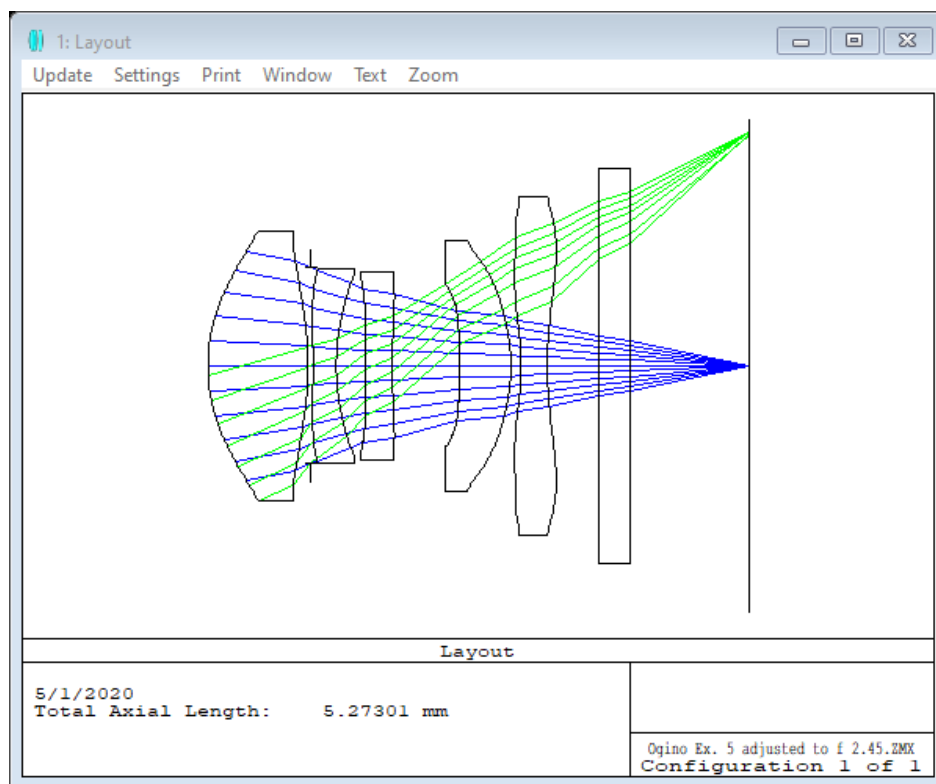 1: Layout
Update Settings Print Window Text Zoom
Layout
5/1/2020
Total Axial Length: 5.27301 mm
Ogino Ex. 5 adjusted to f 2.45.ZMX
Configuration 1 of 1